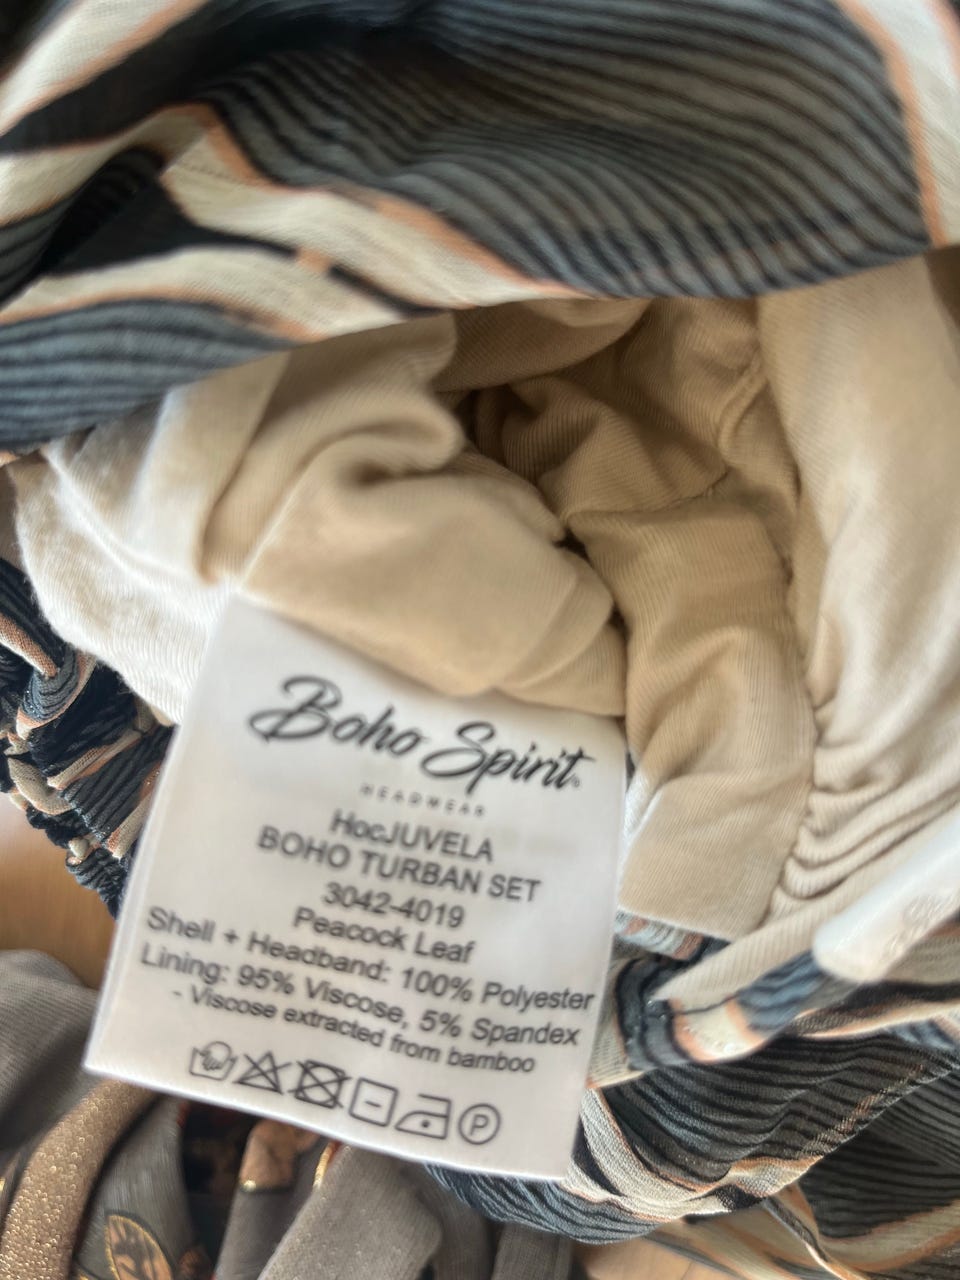 Boho Spirit
HEADWEAR
HocJUVELA
BOHO TURBAN SET
3042-4019
Peacock Leaf
Shell + Headband: 100% Polyester
Lining: 95% Viscose, 5% Spandex
- Viscose extracted from bamboo
P